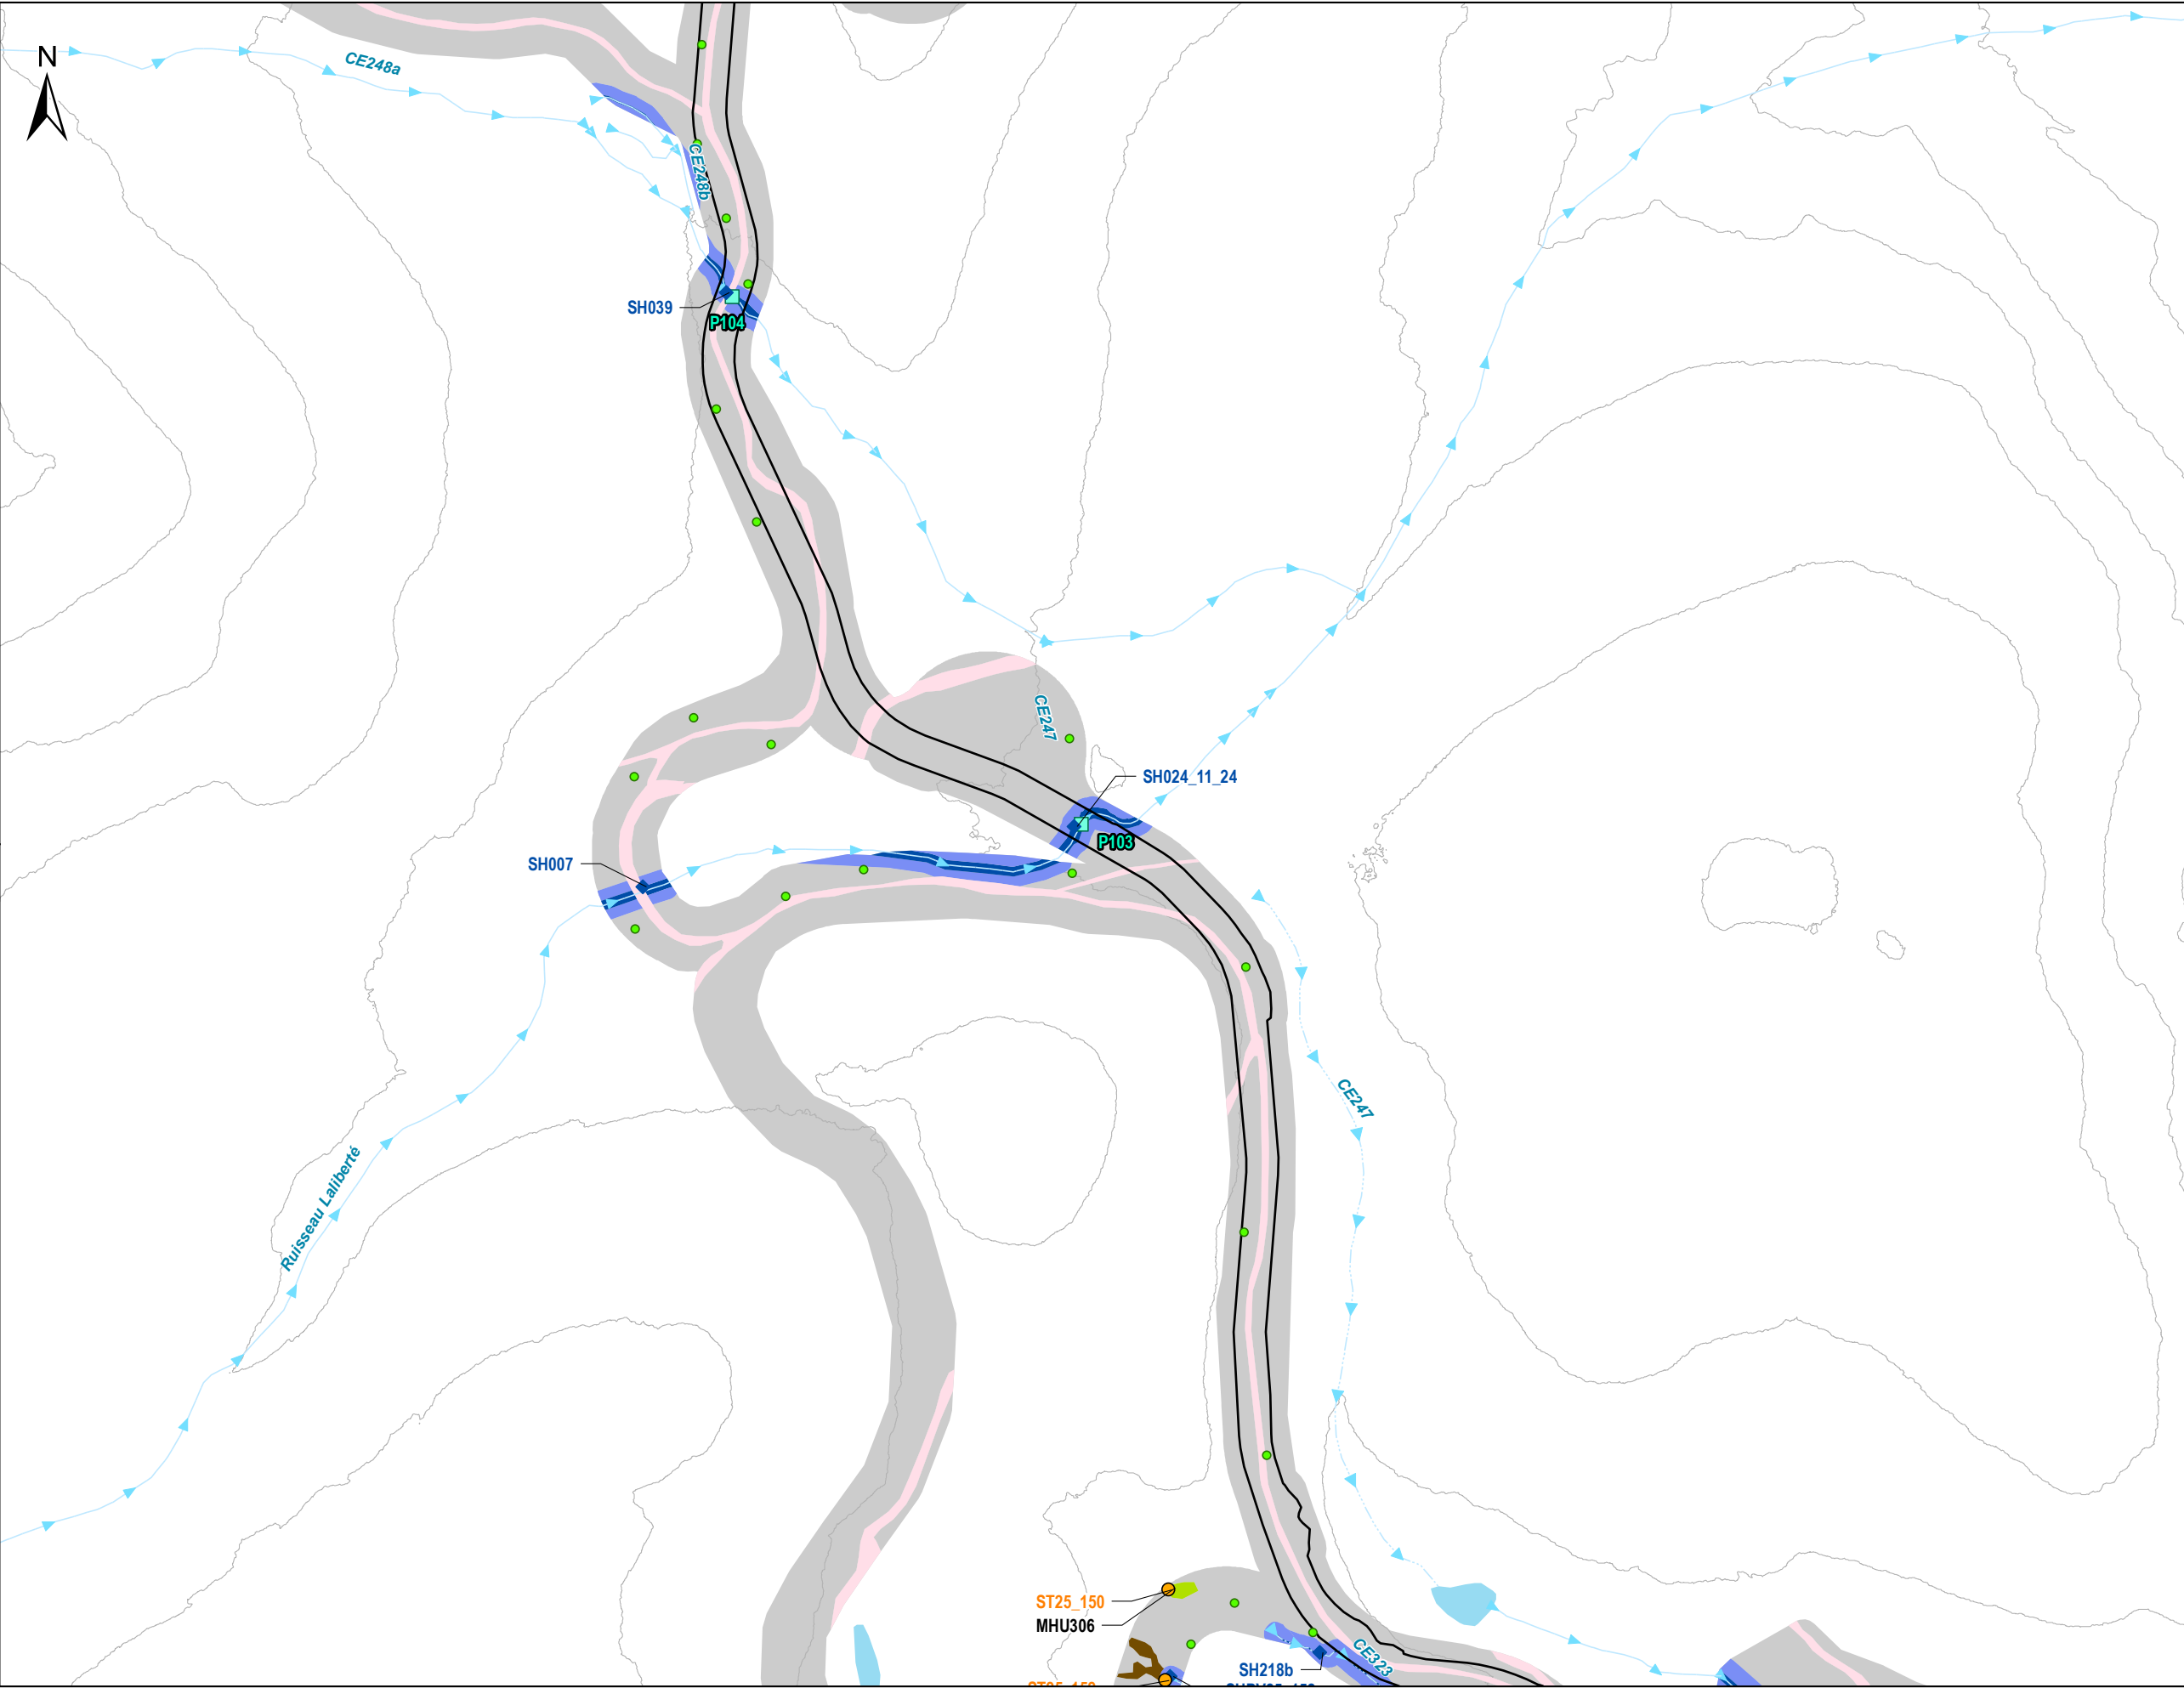 N
CE248a
CE248b
SH039
P104
CE247
SH024_11_24
P103
SH007
CE247
Ruisseau Laliberté
ST25_150
MHU306
CE323
SH218b